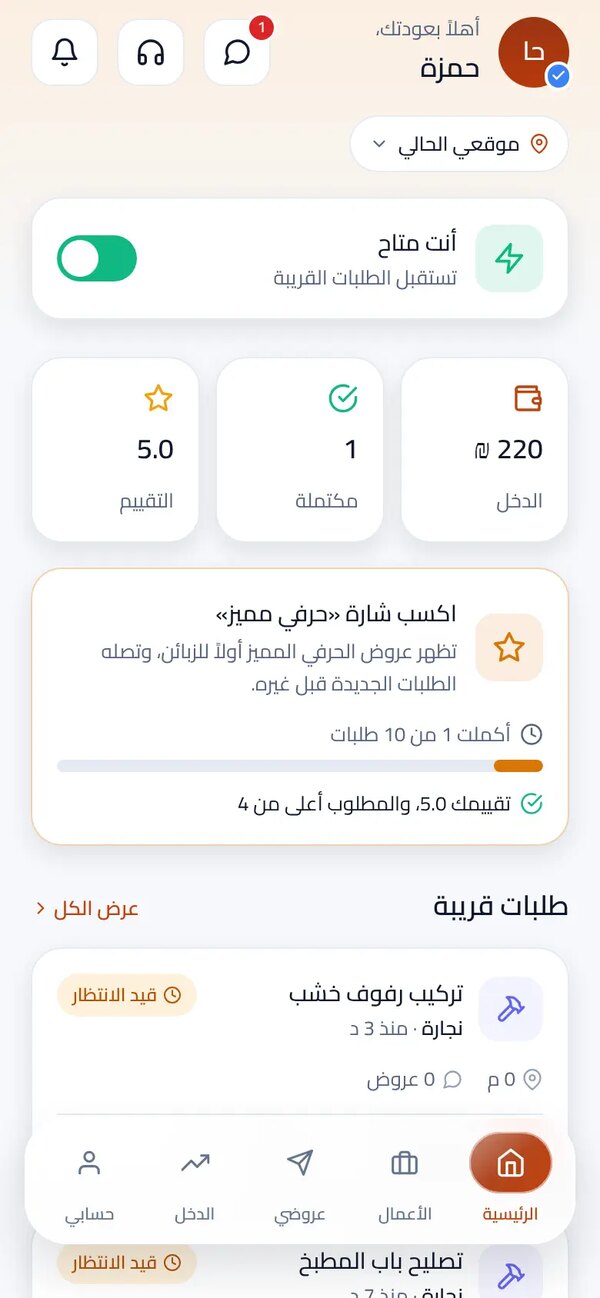 حا
أهلاً بعودتك،
حمزة
1
موقعي الحالي
أنت متاح
تستقبل الطلبات القريبة
220 ₪
الدخل
1
مكتملة
5.0
التقييم
اكسب شارة «حرفي مميز»
تظهر عروض الحرفي المميز أولاً للزبائن، وتصله
الطلبات الجديدة قبل غيره.
أكملت 1 من 10 طلبات
تقييمك 5.0، والمطلوب أعلى من 4
طلبات قريبة
عرض الكل
تركيب رفوف خشب
قيد الانتظار
نجارة · منذ 3 د
0 م
0 عروض
الرئيسية
الأعمال
عروضي
الدخل
حسابي
تصليح باب المطبخ
قيد الانتظار
نجارة · منذ 7 د